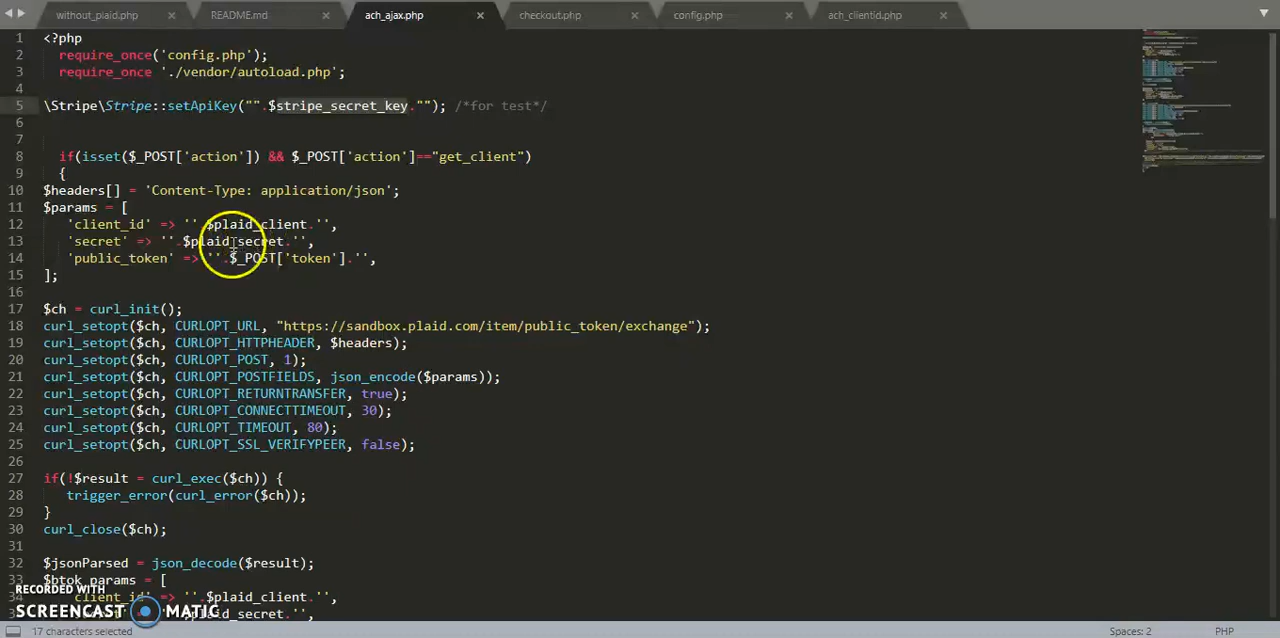 without_plaid.php
README.md
ach_ajax.php
checkout.php
config.php
ach_clientid.php
1 <?php
2 require_once('config.php');
3 require_once './vendor/autoload.php';
4
5 \Stripe\Stripe::setApiKey("".$stripe_secret_key.""); /*for test*/
6
7
8 if(isset($_POST['action']) && $_POST['action']=="get_client")
9 {
10 $headers[] = 'Content-Type: application/json';
11 $params = [
12 'client_id' => ''.$plaid_client.'',
13 'secret' => ''.$plaid_secret.'',
14 'public_token' => ''.$_POST['token'].'',
15 ];
16
17 $ch = curl_init();
18 curl_setopt($ch, CURLOPT_URL, "https://sandbox.plaid.com/item/public_token/exchange");
19 curl_setopt($ch, CURLOPT_HTTPHEADER, $headers);
20 curl_setopt($ch, CURLOPT_POST, 1);
21 curl_setopt($ch, CURLOPT_POSTFIELDS, json_encode($params));
22 curl_setopt($ch, CURLOPT_RETURNTRANSFER, true);
23 curl_setopt($ch, CURLOPT_CONNECTTIMEOUT, 30);
24 curl_setopt($ch, CURLOPT_TIMEOUT, 80);
25 curl_setopt($ch, CURLOPT_SSL_VERIFYPEER, false);
26
27 if(!$result = curl_exec($ch)) {
28 trigger_error(curl_error($ch));
29 }
30 curl_close($ch);
31
32 $jsonParsed = json_decode($result);
33 $btok_params = [
client_id' => ''.$plaid_client.'',
plaid_secret.'',
RECORDED WITH
SCREENCAST MATIC
17 characters selected
Spaces: 2
PHP